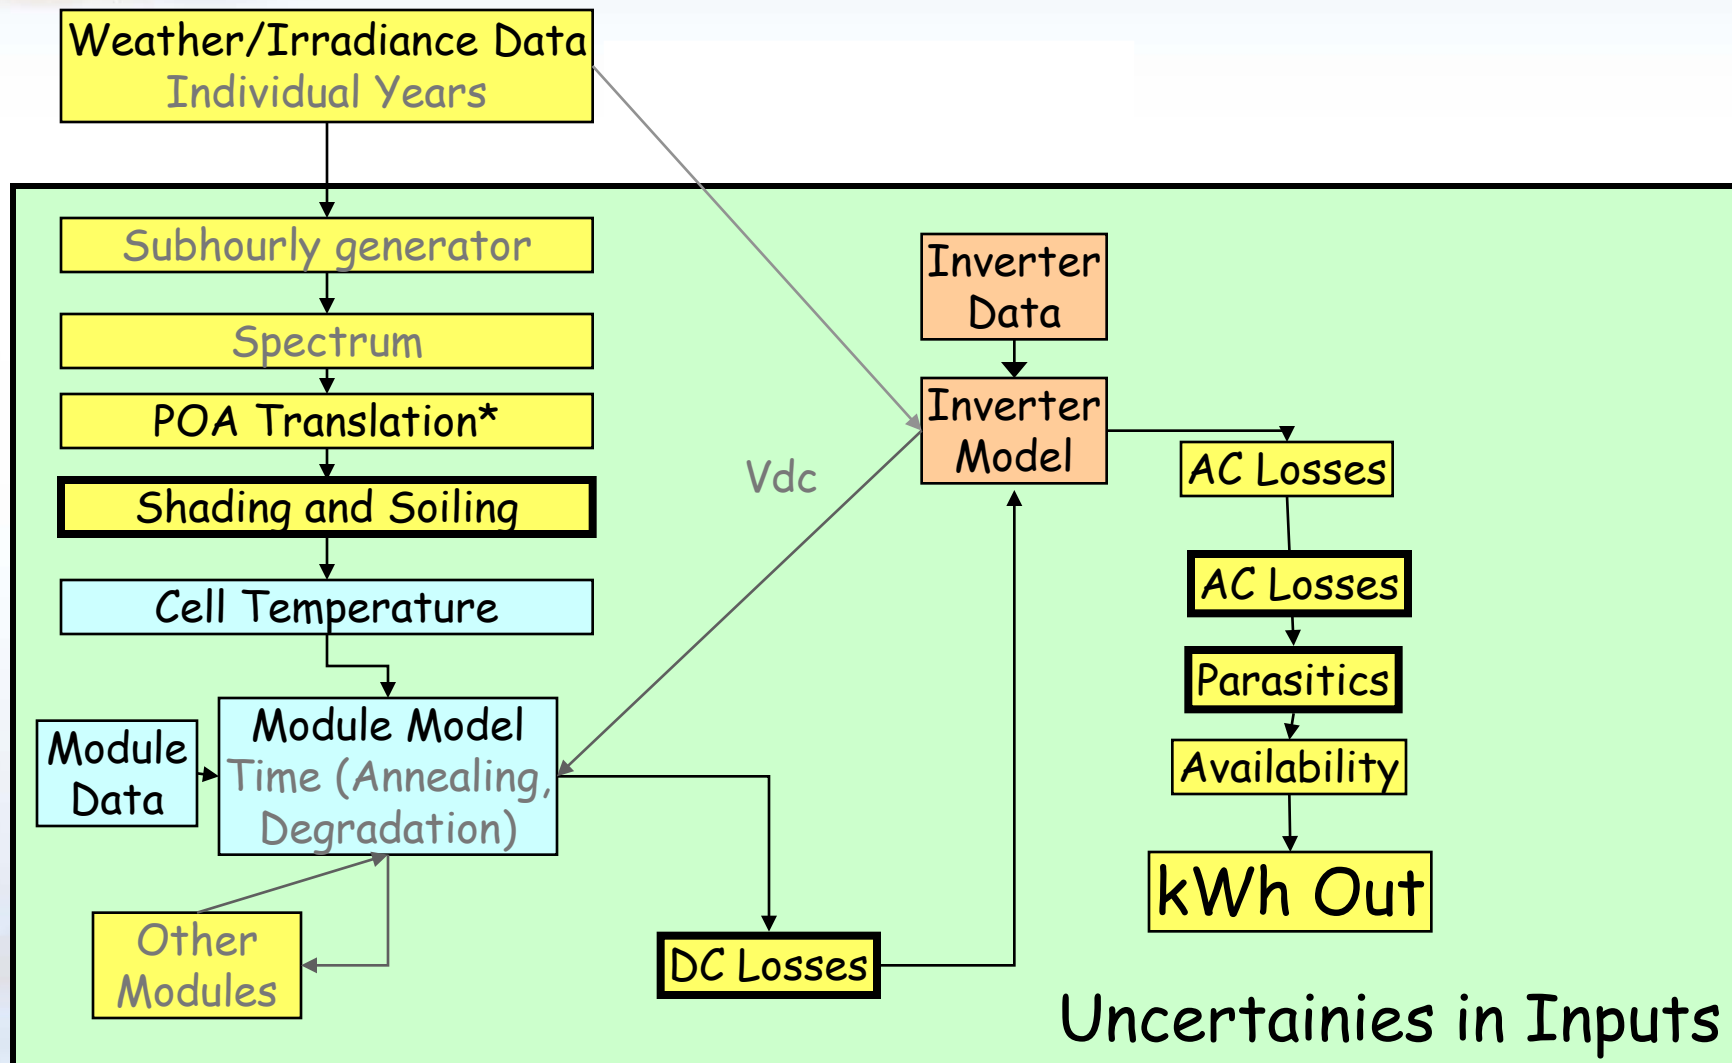 Weather/Irradiance Data
Individual Years
Subhourly generator
Spectrum
POA Translation*
Shading and Soiling
Cell Temperature
Module
Data
Module Model
Time (Annealing,
Degradation)
Other
Modules
Vdc
DC Losses
Inverter
Data
Inverter
Model
AC Losses
AC Losses
Parasitics
Availability
kWh Out
Uncertainies in Inputs